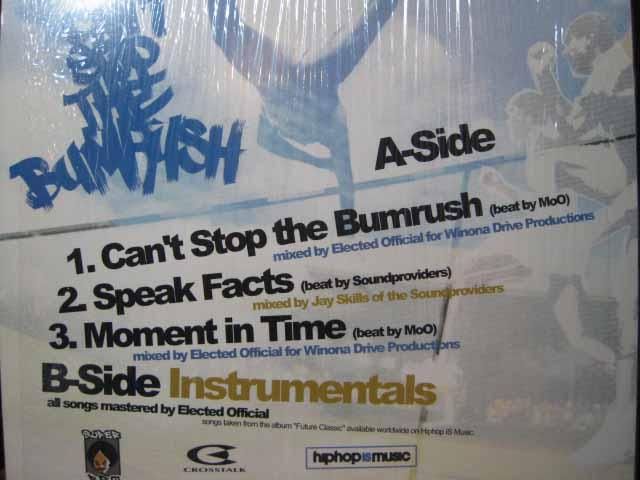 STOP
THE
BUMRUSH
A-Side
1. Can't Stop the Bumrush (beat by MoO)
mixed by Elected Official for Winona Drive Productions
2. Speak Facts (beat by Soundproviders)
mixed by Jay Skills of the Soundproviders
3. Moment in Time (beat by MoO)
mixed by Elected Official for Winona Drive Productions
B-Side Instrumentals
all songs mastered by Elected Official
songs taken from the album "Future Classic" available worldwide on Hiphop IS Music.
SUPER
CROSSTALK
hiphopismusic